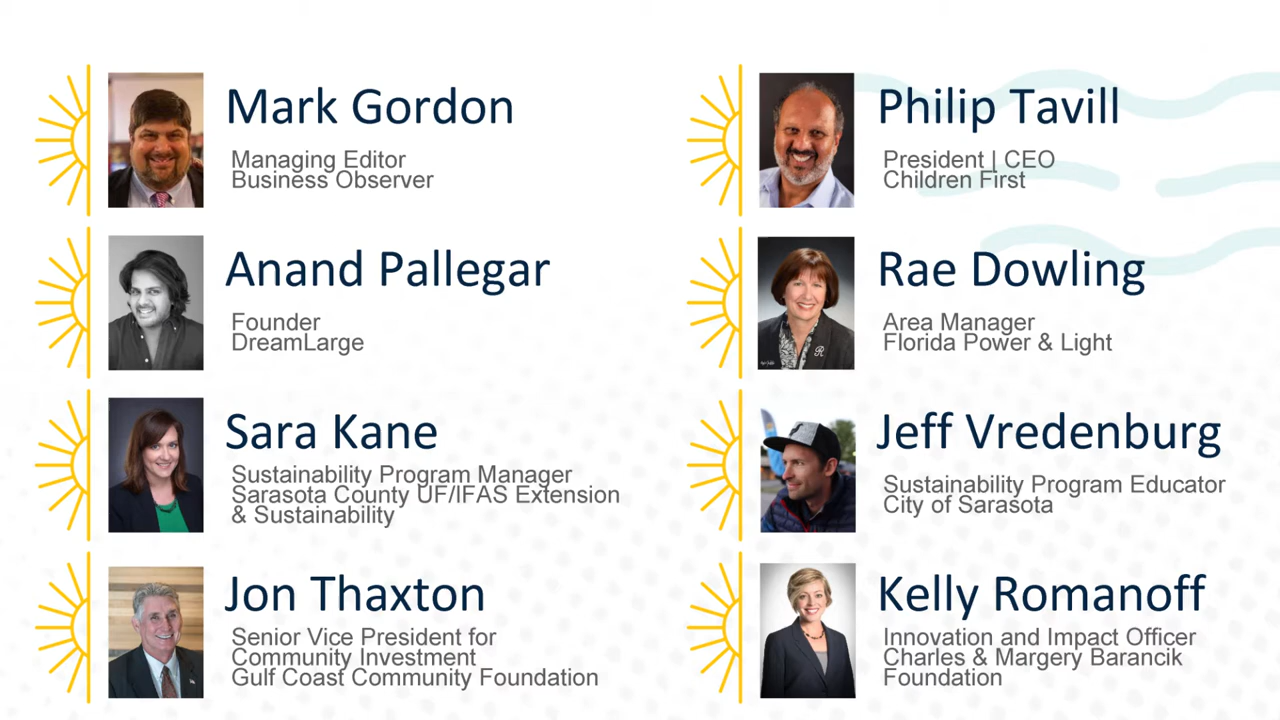 Mark Gordon
Managing Editor
Business Observer
Anand Pallegar
Founder
DreamLarge
Sara Kane
Sustainability Program Manager
Sarasota County UF/IFAS Extension
& Sustainability
Jon Thaxton
Senior Vice President for
Community Investment
Gulf Coast Community Foundation
Philip Tavill
President | CEO
Children First
Rae Dowling
Area Manager
Florida Power & Light
Jeff Vredenburg
Sustainability Program Educator
City of Sarasota
Kelly Romanoff
Innovation and Impact Officer
Charles & Margery Barancik
Foundation